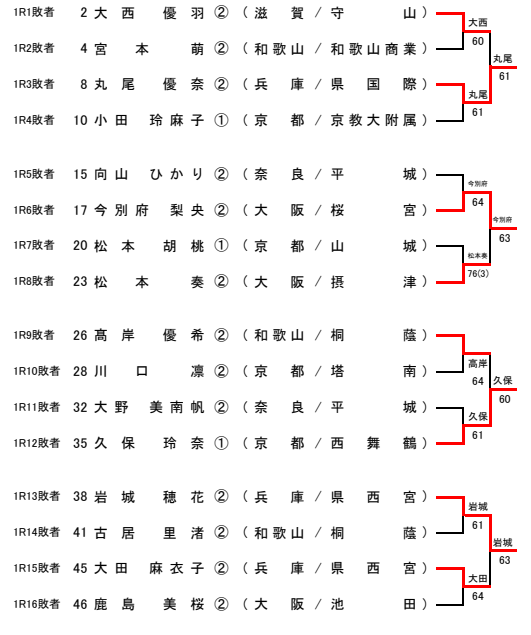 1R1敗者 2 大西 優羽 ② ( 滋賀 / 守山 )
大西
1R2敗者 4 宮本 萌 ② ( 和歌山 / 和歌山商業 )
60
丸尾
61
1R3敗者 8 丸尾 優奈 ② ( 兵庫 / 県国際 )
丸尾
1R4敗者 10 小田 玲麻子 ① ( 京都 / 京教大附属 )
61
1R5敗者 15 向山 ひかり ② ( 奈良 / 平城 )
今別府
1R6敗者 17 今別府 梨央 ② ( 大阪 / 桜宮 )
64
今別府
63
1R7敗者 20 松本 胡桃 ① ( 京都 / 山城 )
松本奏
1R8敗者 23 松本 奏 ② ( 大阪 / 摂津 )
76(3)
1R9敗者 26 髙岸 優希 ② ( 和歌山 / 桐蔭 )
高岸
1R10敗者 28 川口 凛 ② ( 京都 / 塔南 )
64
久保
60
1R11敗者 32 大野 美南帆 ② ( 奈良 / 平城 )
久保
1R12敗者 35 久保 玲奈 ① ( 京都 / 西舞鶴 )
61
1R13敗者 38 岩城 穂花 ② ( 兵庫 / 県西宮 )
岩城
1R14敗者 41 古居 里渚 ② ( 和歌山 / 桐蔭 )
61
岩城
63
1R15敗者 45 大田 麻衣子 ② ( 兵庫 / 県西宮 )
大田
1R16敗者 46 鹿島 美桜 ② ( 大阪 / 池田 )
64